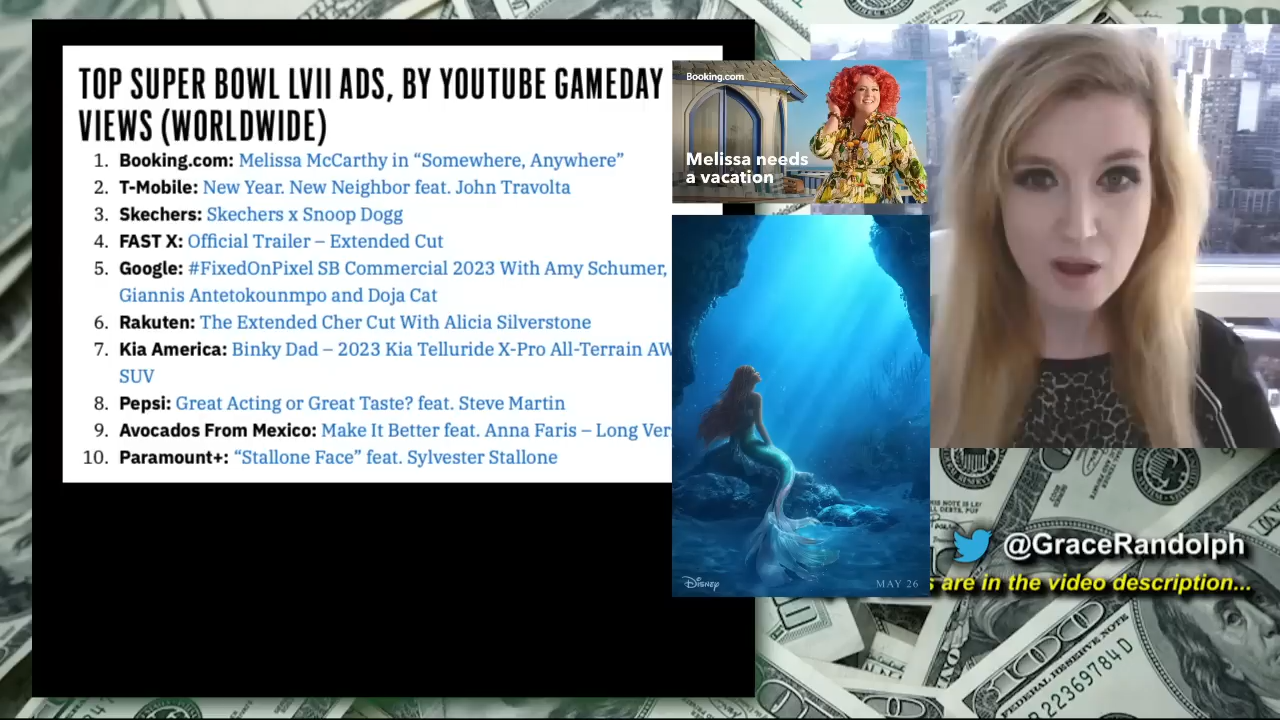 TOP SUPER BOWL LVII ADS, BY YOUTUBE GAMEDAY
VIEWS (WORLDWIDE)
1. Booking.com: Melissa McCarthy in “Somewhere, Anywhere”
2. T-Mobile: New Year. New Neighbor feat. John Travolta
3. Skechers: Skechers x Snoop Dogg
4. FAST X: Official Trailer – Extended Cut
5. Google: #FixedOnPixel SB Commercial 2023 With Amy Schumer,
Giannis Antetokounmpo and Doja Cat
6. Rakuten: The Extended Cher Cut With Alicia Silverstone
7. Kia America: Binky Dad – 2023 Kia Telluride X-Pro All-Terrain
SUV
8. Pepsi: Great Acting or Great Taste? feat. Steve Martin
9. Avocados From Mexico: Make It Better feat. Anna Faris – Long
10. Paramount+: “Stallone Face” feat. Sylvester Stallone
Booking.com
Melissa needs
a vacation
Disney
MAY 26
@GraceRandolph
are in the video description...
100
FEDERAL RESERVE NOTE
B 22369784 D